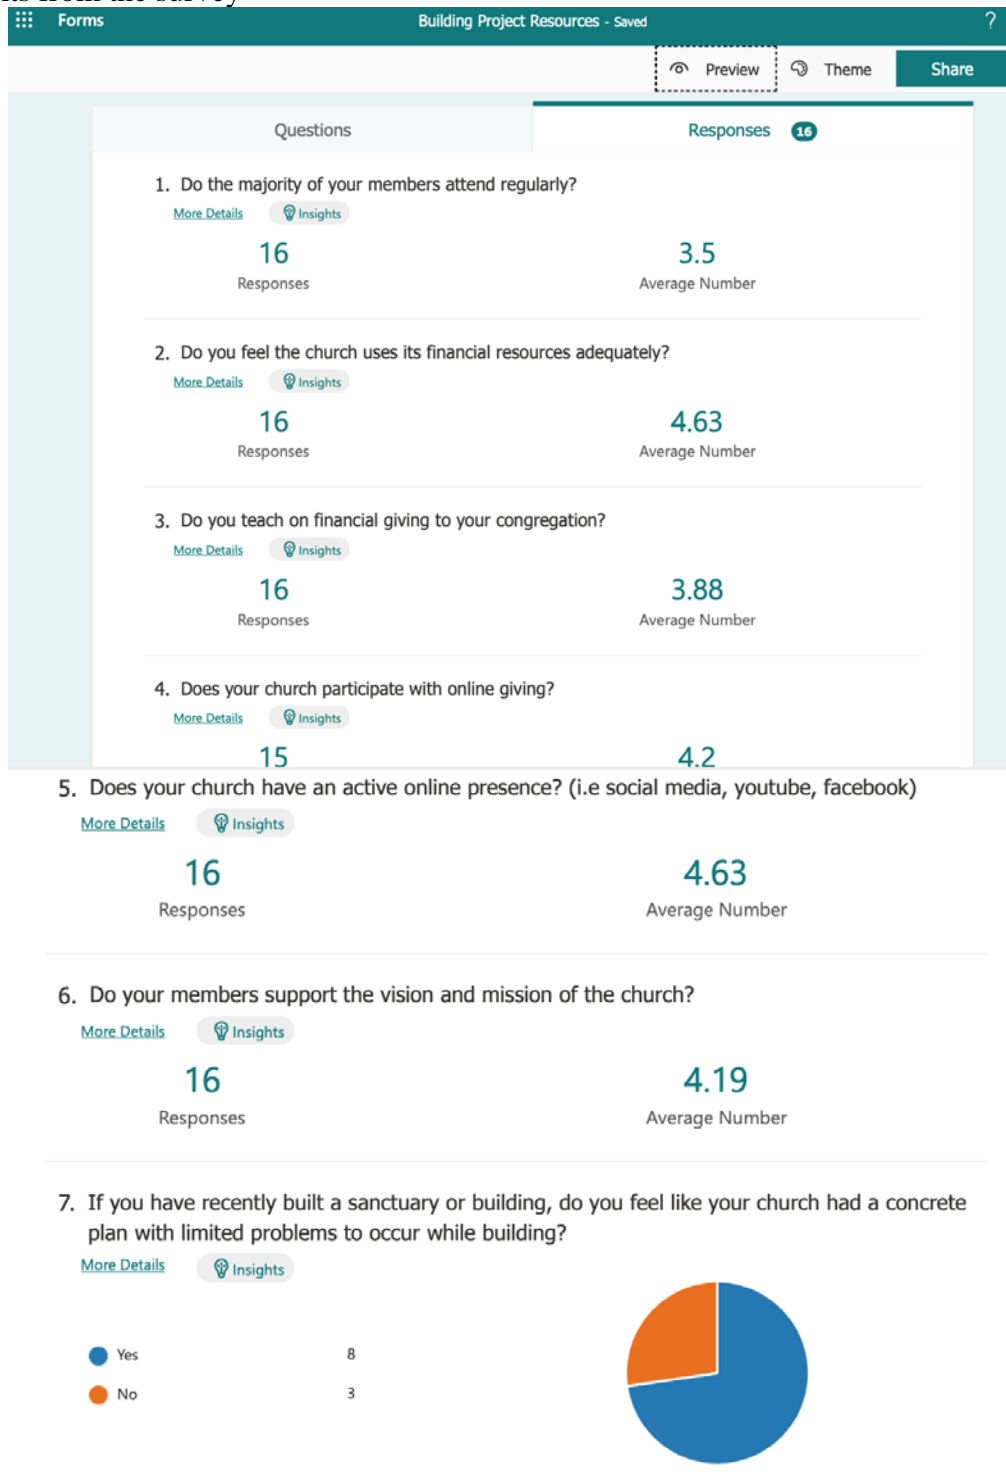 from the survey
Forms
Building Project Resources - Saved
?
Preview
Theme
Share
Questions
Responses 16
1. Do the majority of your members attend regularly?
More Details Insights
16 3.5
Responses Average Number
2. Do you feel the church uses its financial resources adequately?
More Details Insights
16 4.63
Responses Average Number
3. Do you teach on financial giving to your congregation?
More Details Insights
16 3.88
Responses Average Number
4. Does your church participate with online giving?
More Details Insights
15 4.2
5. Does your church have an active online presence? (i.e social media, youtube, facebook)
More Details Insights
16 4.63
Responses Average Number
6. Do your members support the vision and mission of the church?
More Details Insights
16 4.19
Responses Average Number
7. If you have recently built a sanctuary or building, do you feel like your church had a concrete
plan with limited problems to occur while building?
More Details Insights
Yes 8
No 3